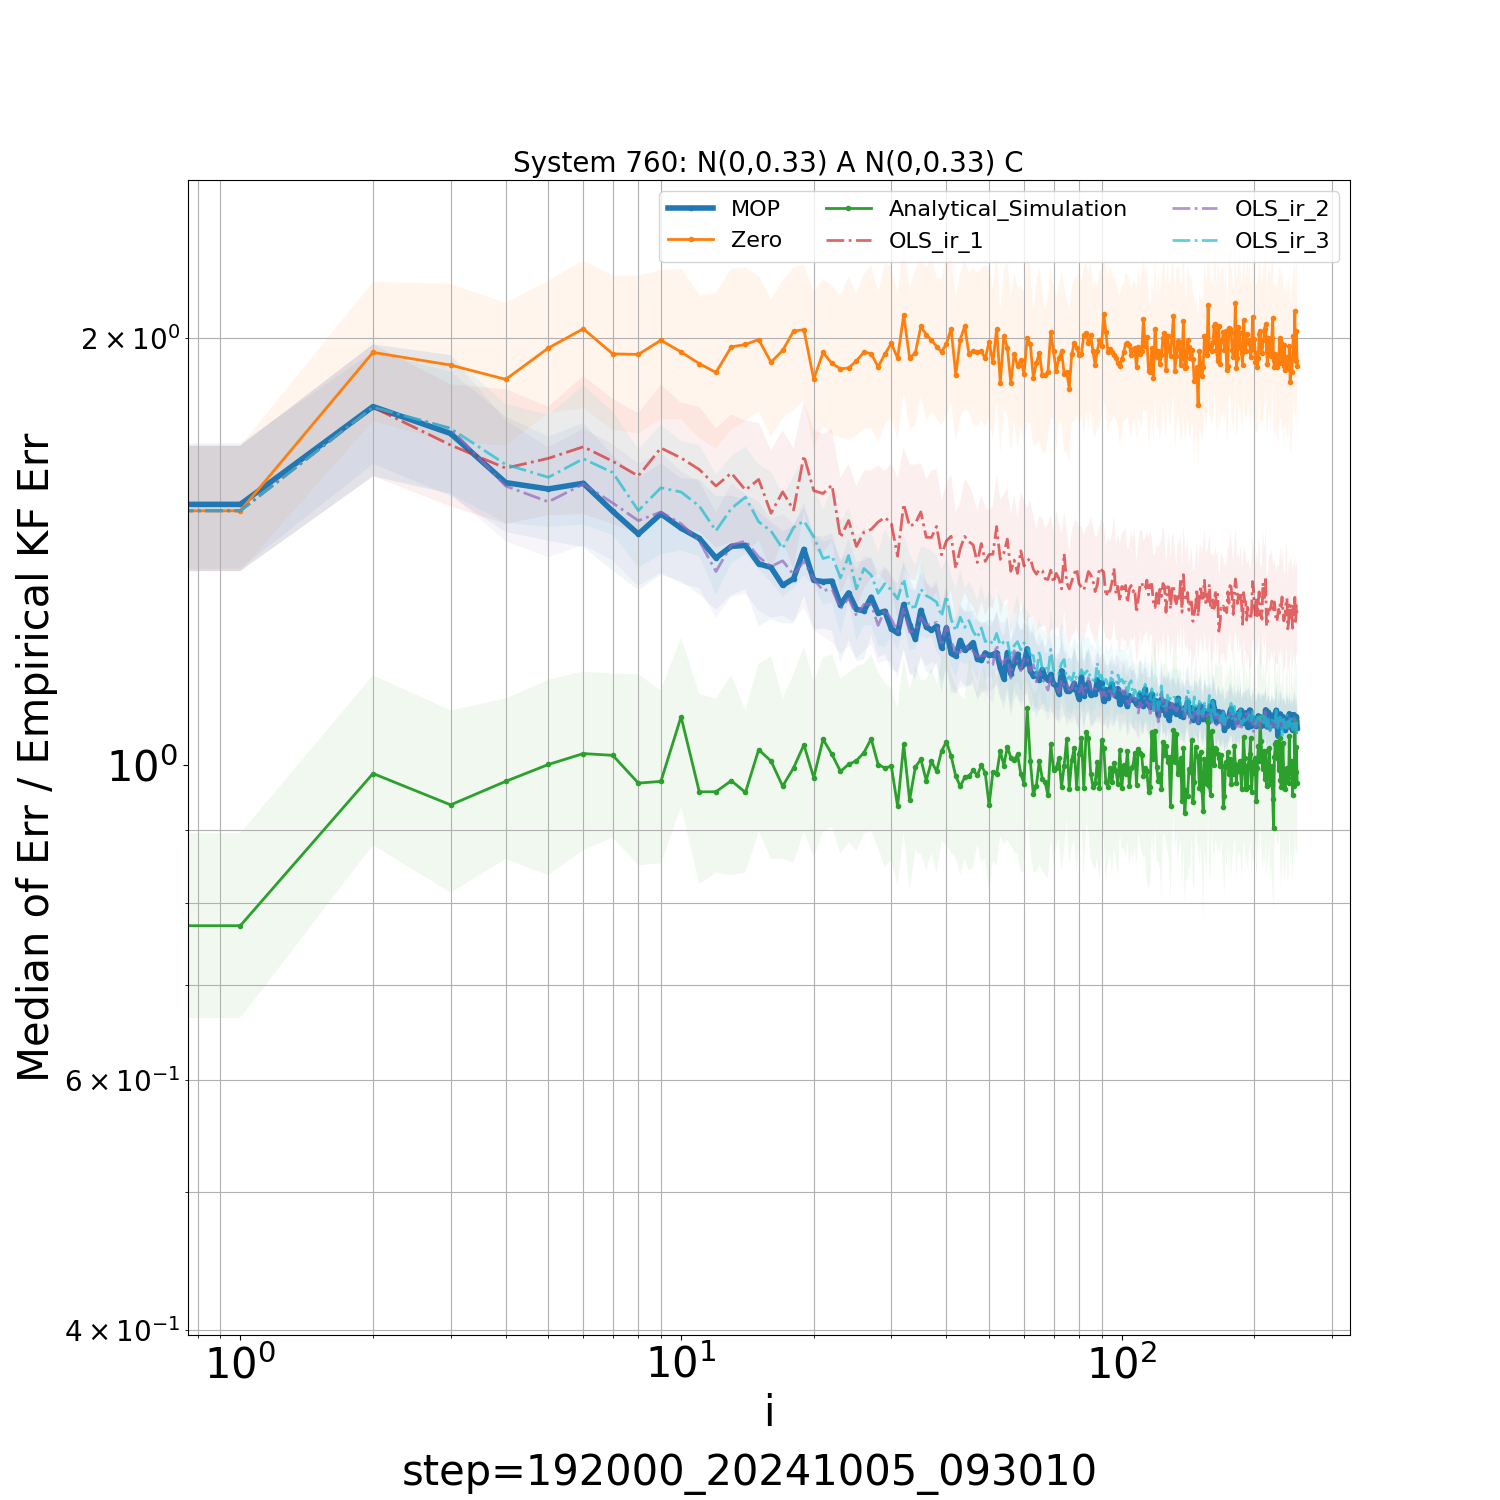 System 760: N(0,0.33) A N(0,0.33) C
MOP
Zero
Analytical_Simulation
OLS_ir_1
OLS_ir_2
OLS_ir_3
Median of Err / Empirical KF Err
2 × 10⁰
10⁰
6 × 10⁻¹
4 × 10⁻¹
10⁰ 10¹ 10²
i
step=192000_20241005_093010